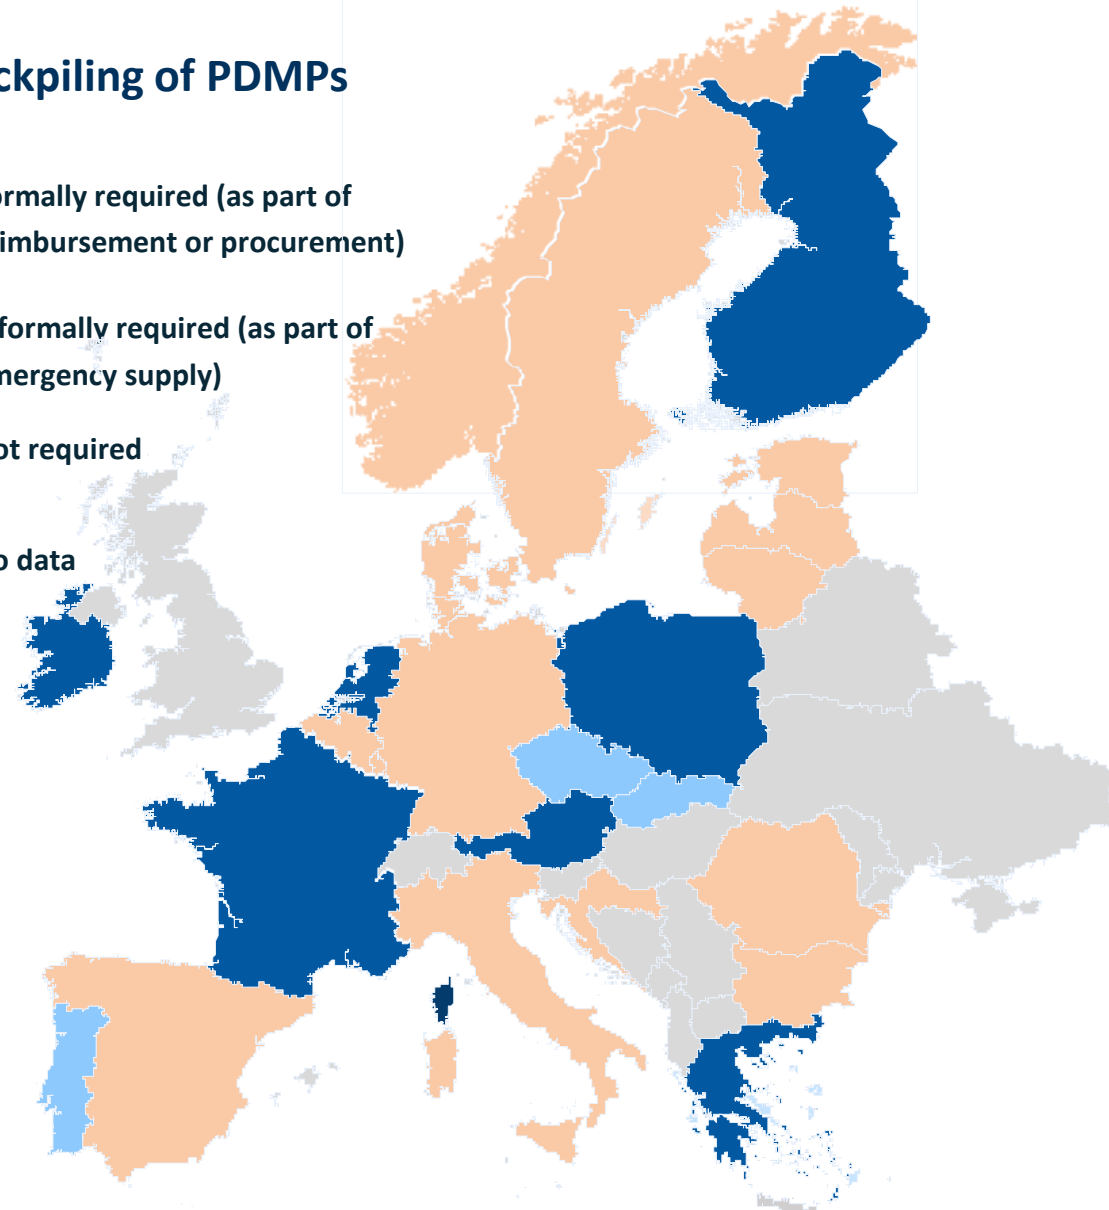 ckpiling of PDMPs
ormally required (as part of
imbursement or procurement)
formally required (as part of
mergency supply)
ot required
o data